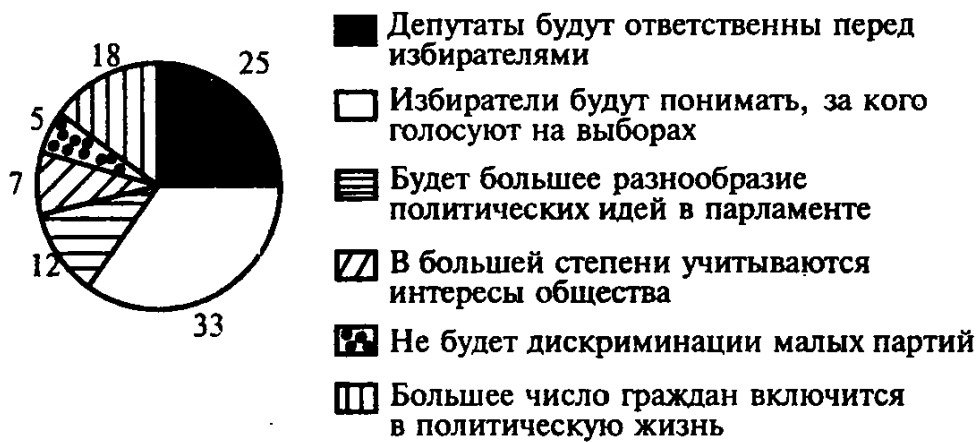 18
25
5
7
12
33
Депутаты будут ответственны перед
избирателями
Избиратели будут понимать, за кого
голосуют на выборах
Будет большее разнообразие
политических идей в парламенте
В большей степени учитываются
интересы общества
Не будет дискриминации малых партий
Большее число граждан включится
в политическую жизнь